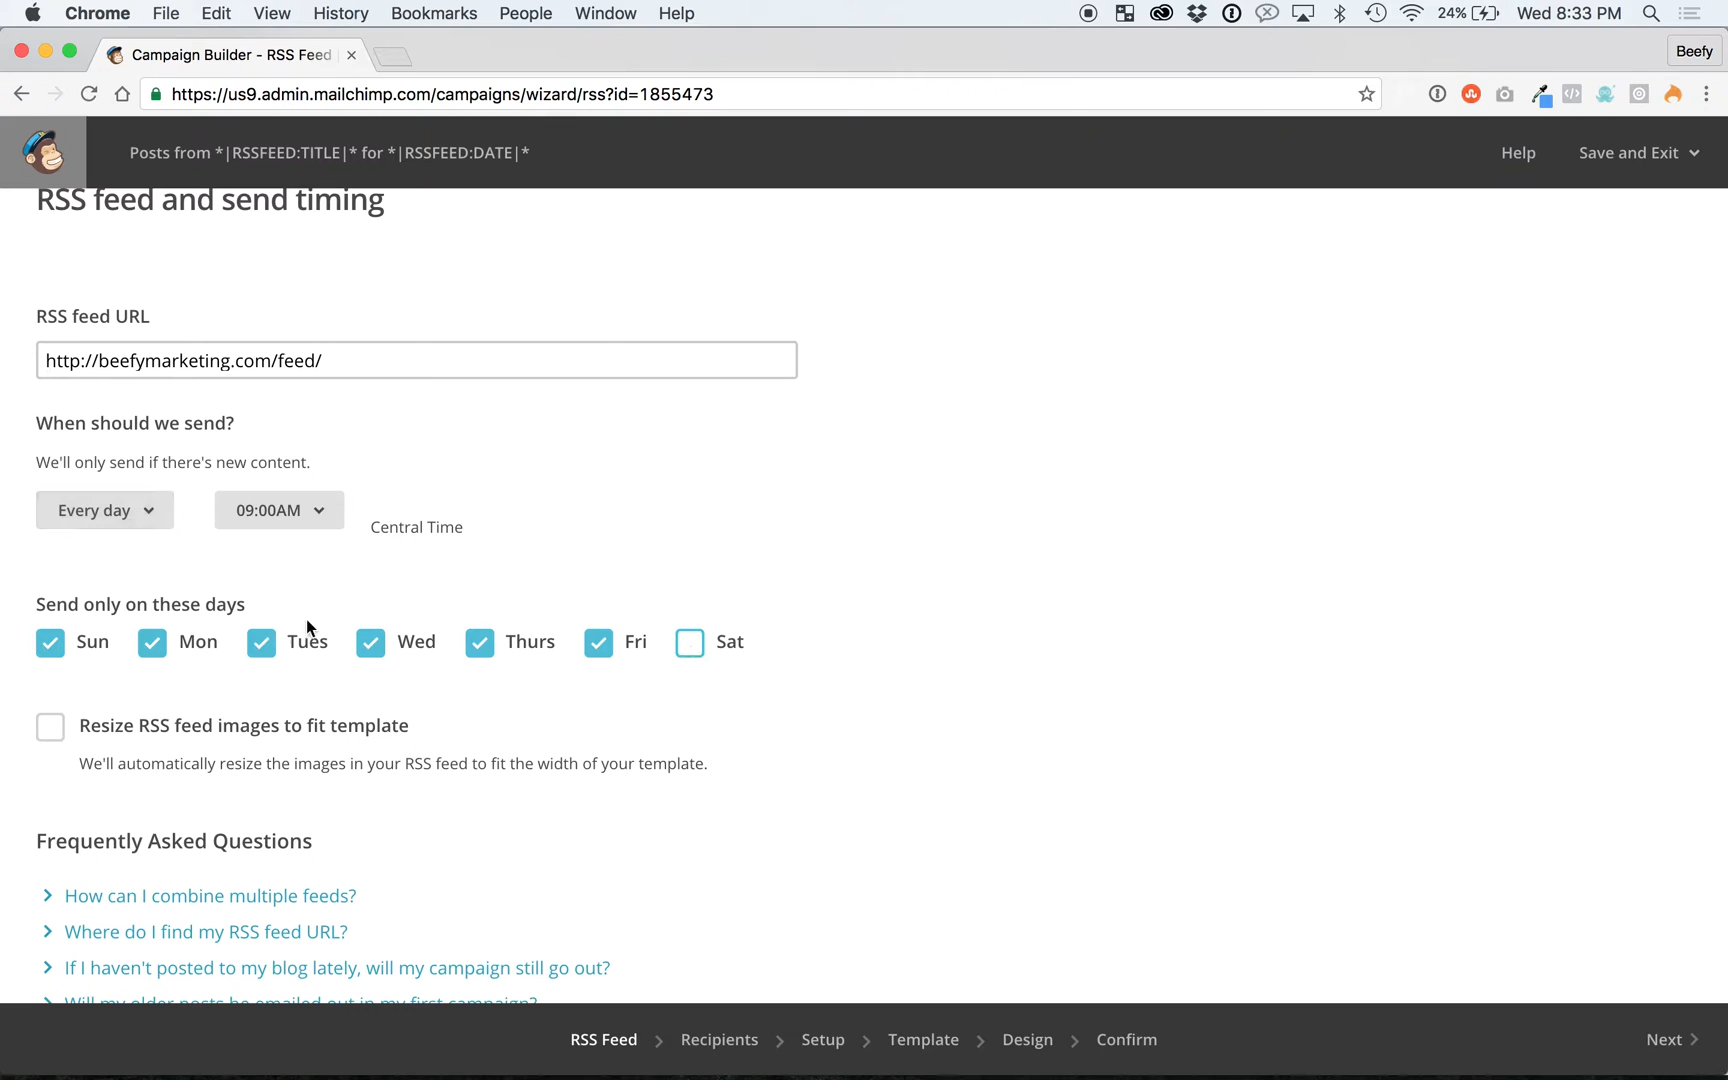 Chrome File Edit View History Bookmarks People Window Help 24% Wed 8:33 PM
Campaign Builder - RSS Feed
Beefy
https://us9.admin.mailchimp.com/campaigns/wizard/rss?id=1855473
Posts from *|RSSFEED:TITLE|* for *|RSSFEED:DATE|* Help Save and Exit
RSS feed and send timing
RSS feed URL
http://beefymarketing.com/feed/
When should we send?
We'll only send if there's new content.
Every day 09:00AM Central Time
Send only on these days
Sun Mon Tues Wed Thurs Fri Sat
Resize RSS feed images to fit template
We'll automatically resize the images in your RSS feed to fit the width of your template.
Frequently Asked Questions
How can I combine multiple feeds?
Where do I find my RSS feed URL?
If I haven't posted to my blog lately, will my campaign still go out?
Will my older posts be emailed out in my first campaign?
RSS Feed Recipients Setup Template Design Confirm Next